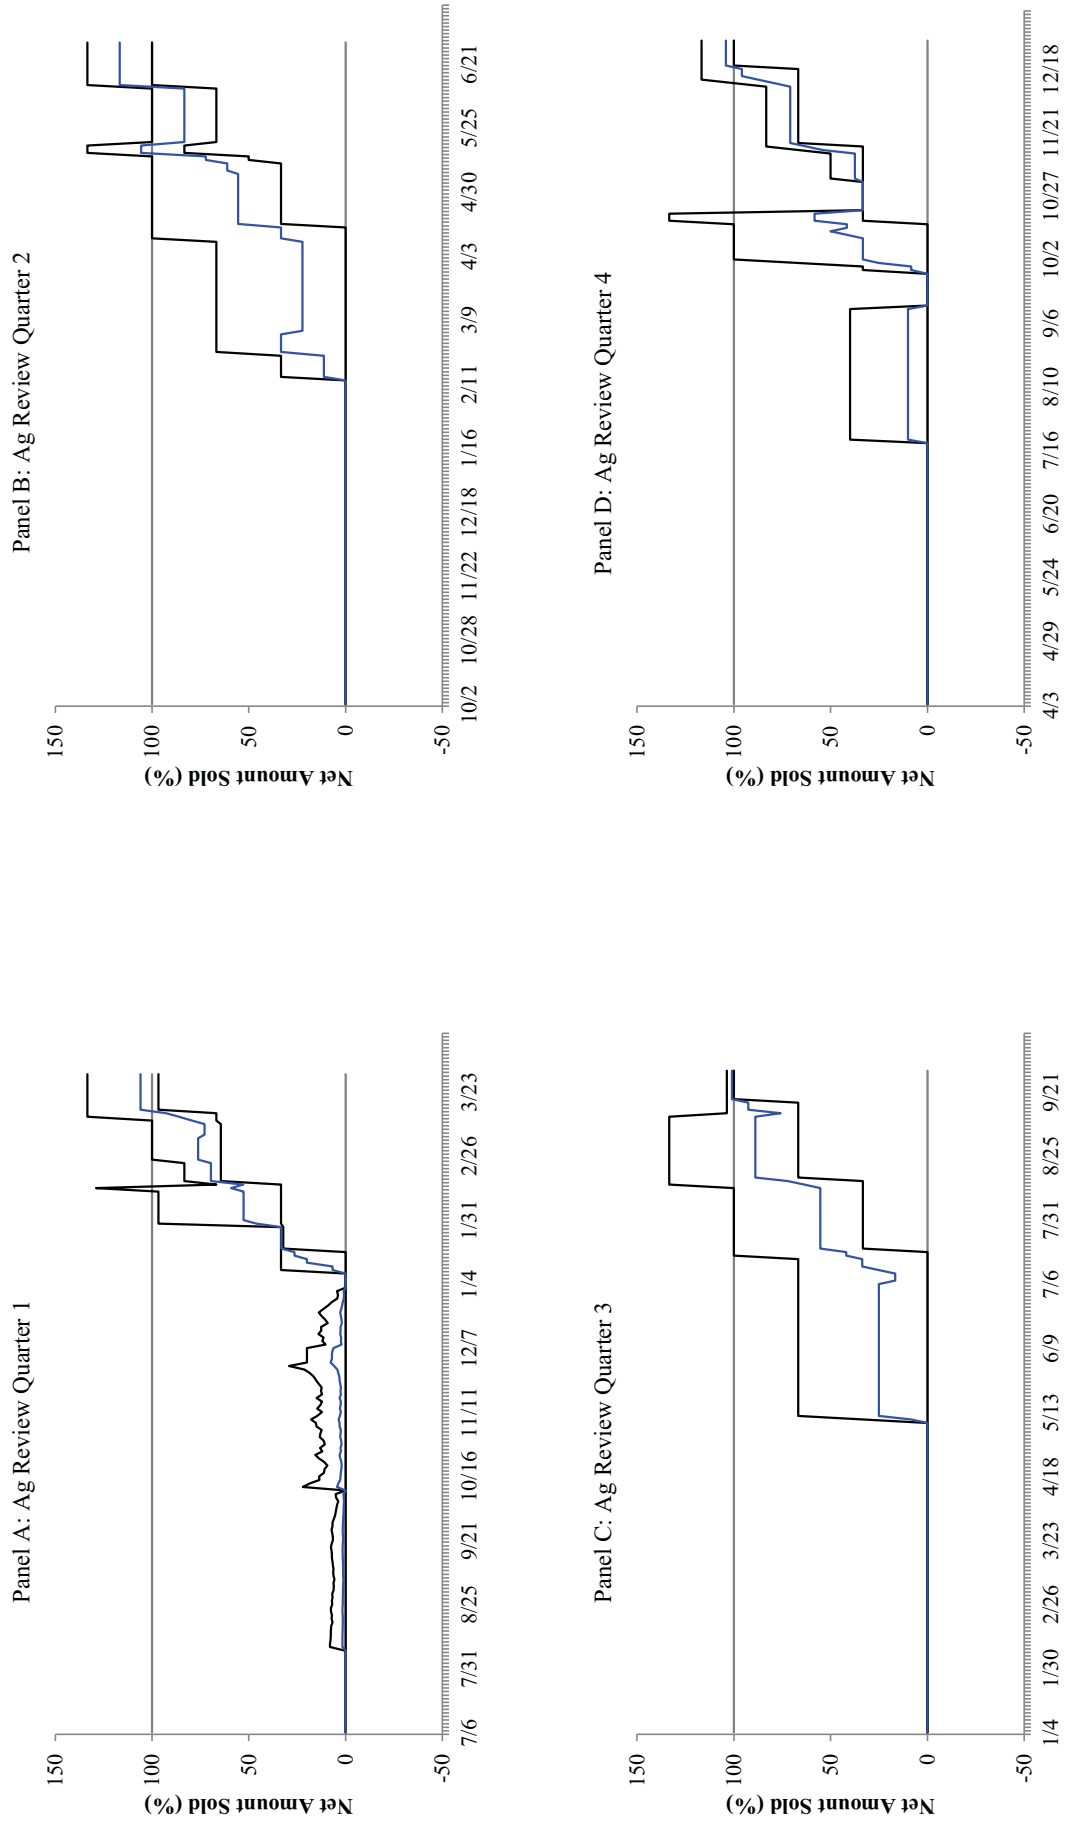 Panel A: Ag Review Quarter 1
150
100
50
0
-50
Net Amount Sold (%)
7/6 7/31 8/25 9/21 10/16 11/11 12/7 1/4 1/31 2/26 3/23
Panel B: Ag Review Quarter 2
150
100
50
0
-50
Net Amount Sold (%)
10/2 10/28 11/22 12/18 1/16 2/11 3/9 4/3 4/30 5/25 6/21
Panel C: Ag Review Quarter 3
150
100
50
0
-50
Net Amount Sold (%)
1/4 1/30 2/26 3/23 4/18 5/13 6/9 7/6 7/31 8/25 9/21
Panel D: Ag Review Quarter 4
150
100
50
0
-50
Net Amount Sold (%)
4/3 4/29 5/24 6/20 7/16 8/10 9/6 10/2 10/27 11/21 12/18